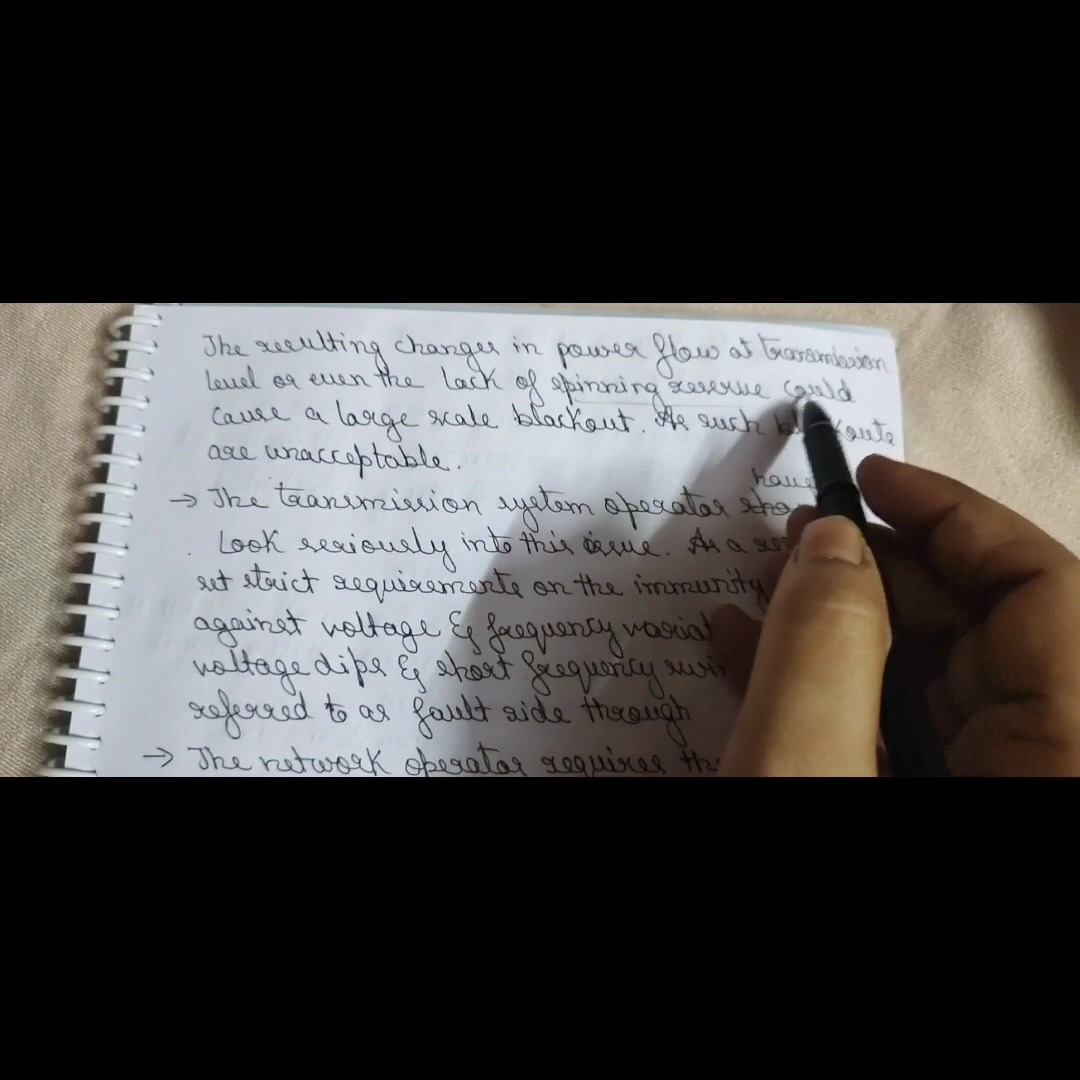 The resulting changes in power flow at transmission
level or even the lack of spinning reserve could
cause a large scale blackout. As such
are unacceptable.
have
→ The transmission system operator
Look seriously into this issue. As a
set strict requirements on the immunity
against voltage & frequency
voltage dips & short frequency
referred to as fault ride through
→ The network operator requires